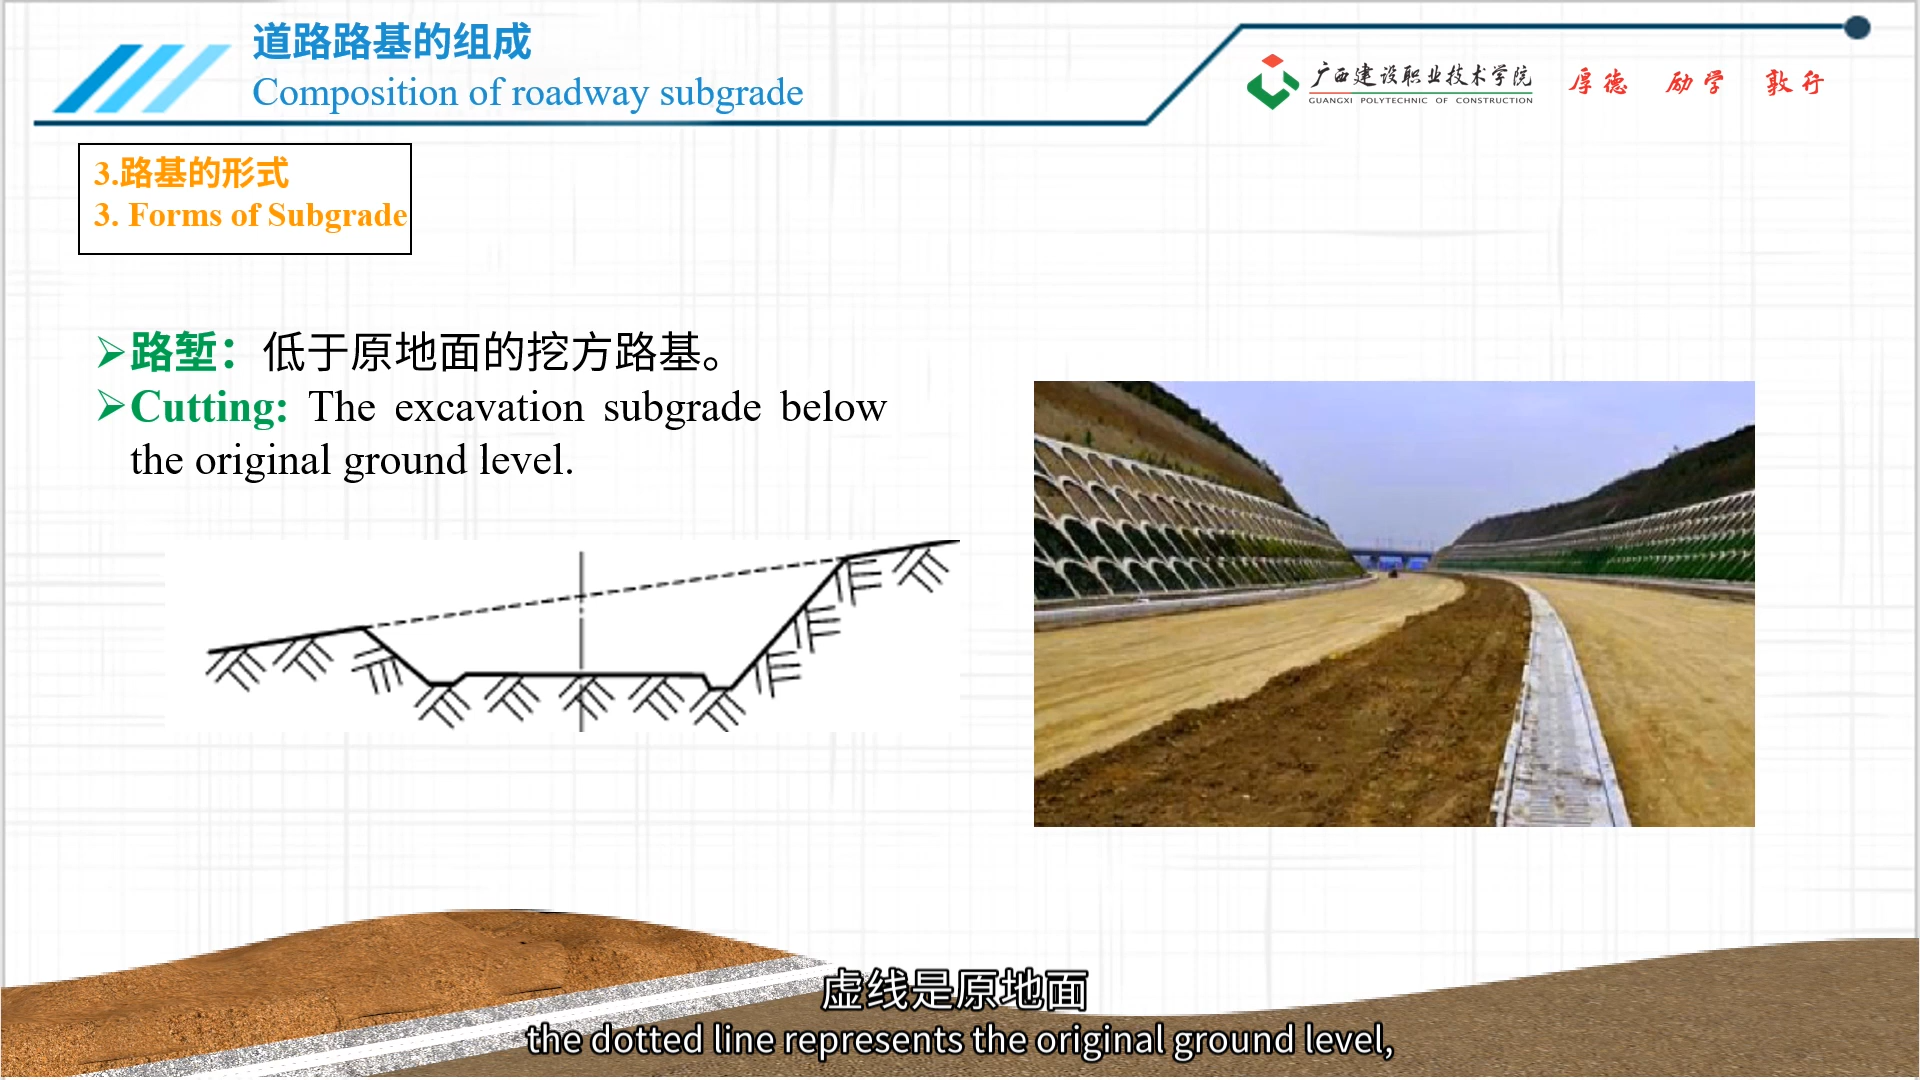 道路路基的组成
Composition of roadway subgrade
广西建设职业技术学院
GUANGXI POLYTECHNIC OF CONSTRUCTION
厚德 励学 敦行
3.路基的形式
3. Forms of Subgrade
➢路堑：低于原地面的挖方路基。
➢Cutting: The excavation subgrade below
the original ground level.
虚线是原地面
the dotted line represents the original ground level,